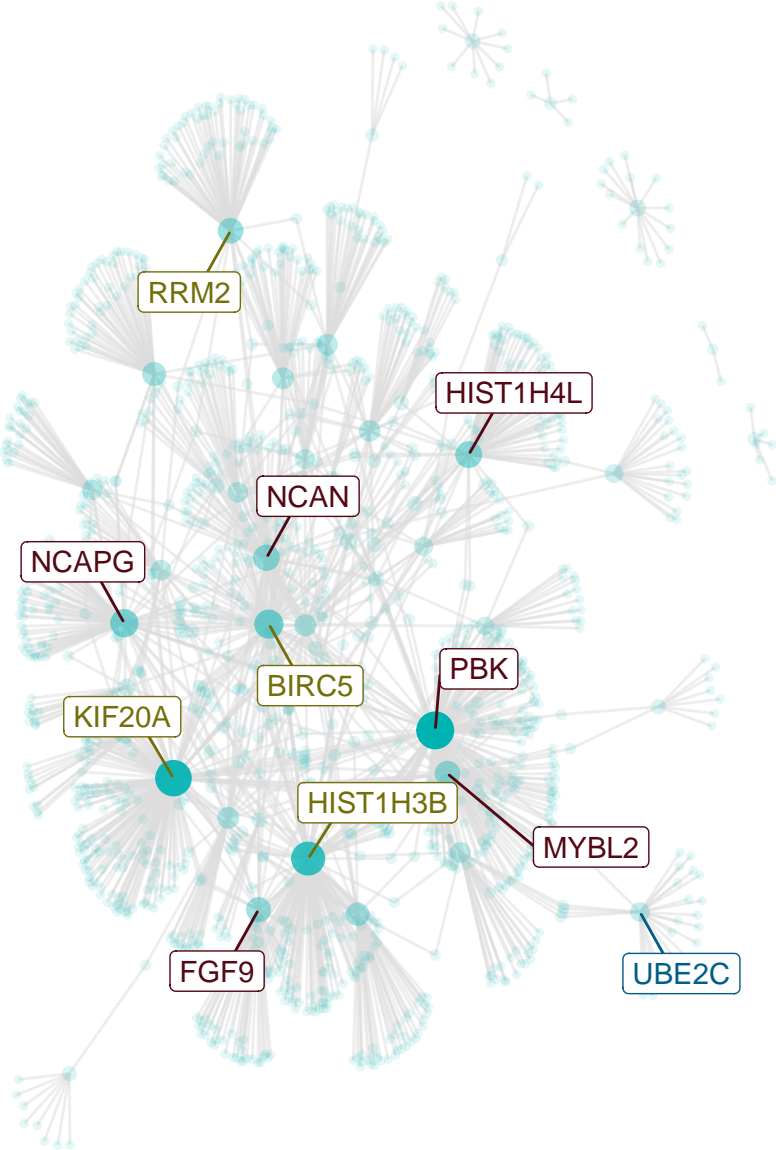 RRM2
HIST1H4L
NCAN
NCAPG
PBK
BIRC5
KIF20A
HIST1H3B
MYBL2
FGF9
UBE2C